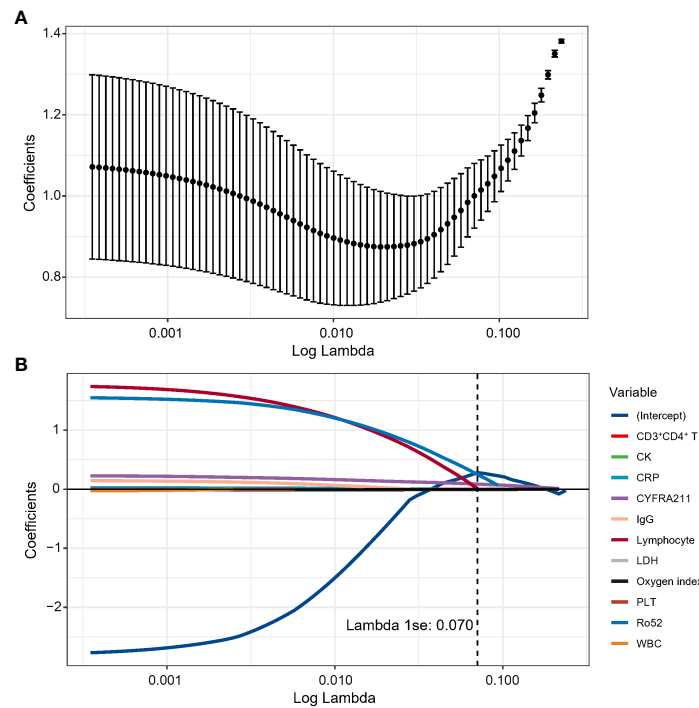 A
1.4
1.2
1.0
0.8
Coefficients
0.001
0.010
0.100
Log Lambda
B
1
0
−1
−2
Coefficients
Lambda 1se: 0.070
0.001
0.010
0.100
Log Lambda
Variable
(Intercept)
CD3⁺CD4⁺ T
CK
CRP
CYFRA211
IgG
Lymphocyte
LDH
Oxygen index
PLT
Ro52
WBC